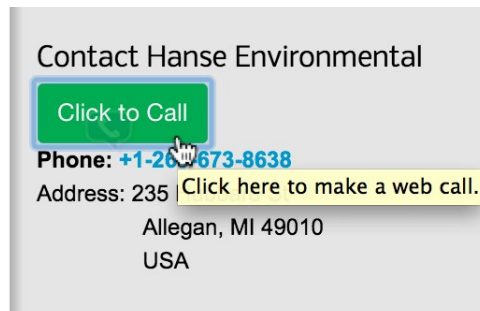 Contact Hanse Environmental
Click to Call
Phone: +1-26 -673-8638
Address: 235
Click here to make a web call.
Allegan, MI 49010
USA